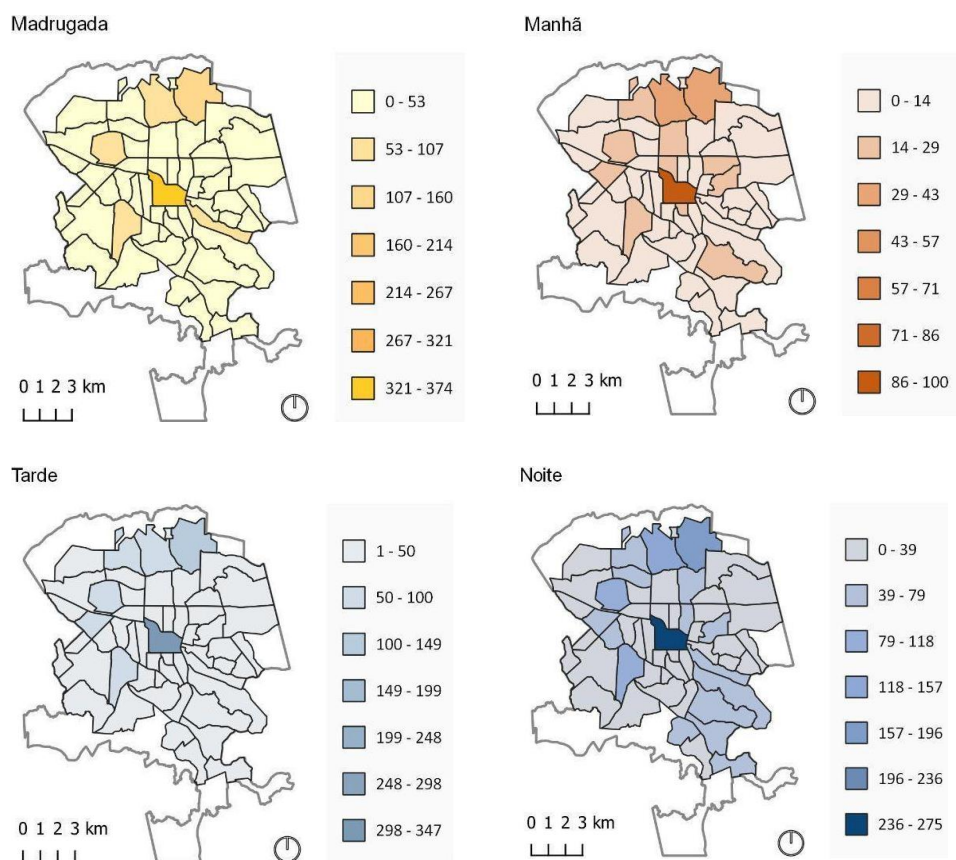 Madrugada
0 - 53
53 - 107
107 - 160
160 - 214
214 - 267
267 - 321
321 - 374
0 1 2 3 km
Manhã
0 - 14
14 - 29
29 - 43
43 - 57
57 - 71
71 - 86
86 - 100
0 1 2 3 km
Tarde
1 - 50
50 - 100
100 - 149
149 - 199
199 - 248
248 - 298
298 - 347
0 1 2 3 km
Noite
0 - 39
39 - 79
79 - 118
118 - 157
157 - 196
196 - 236
236 - 275
0 1 2 3 km